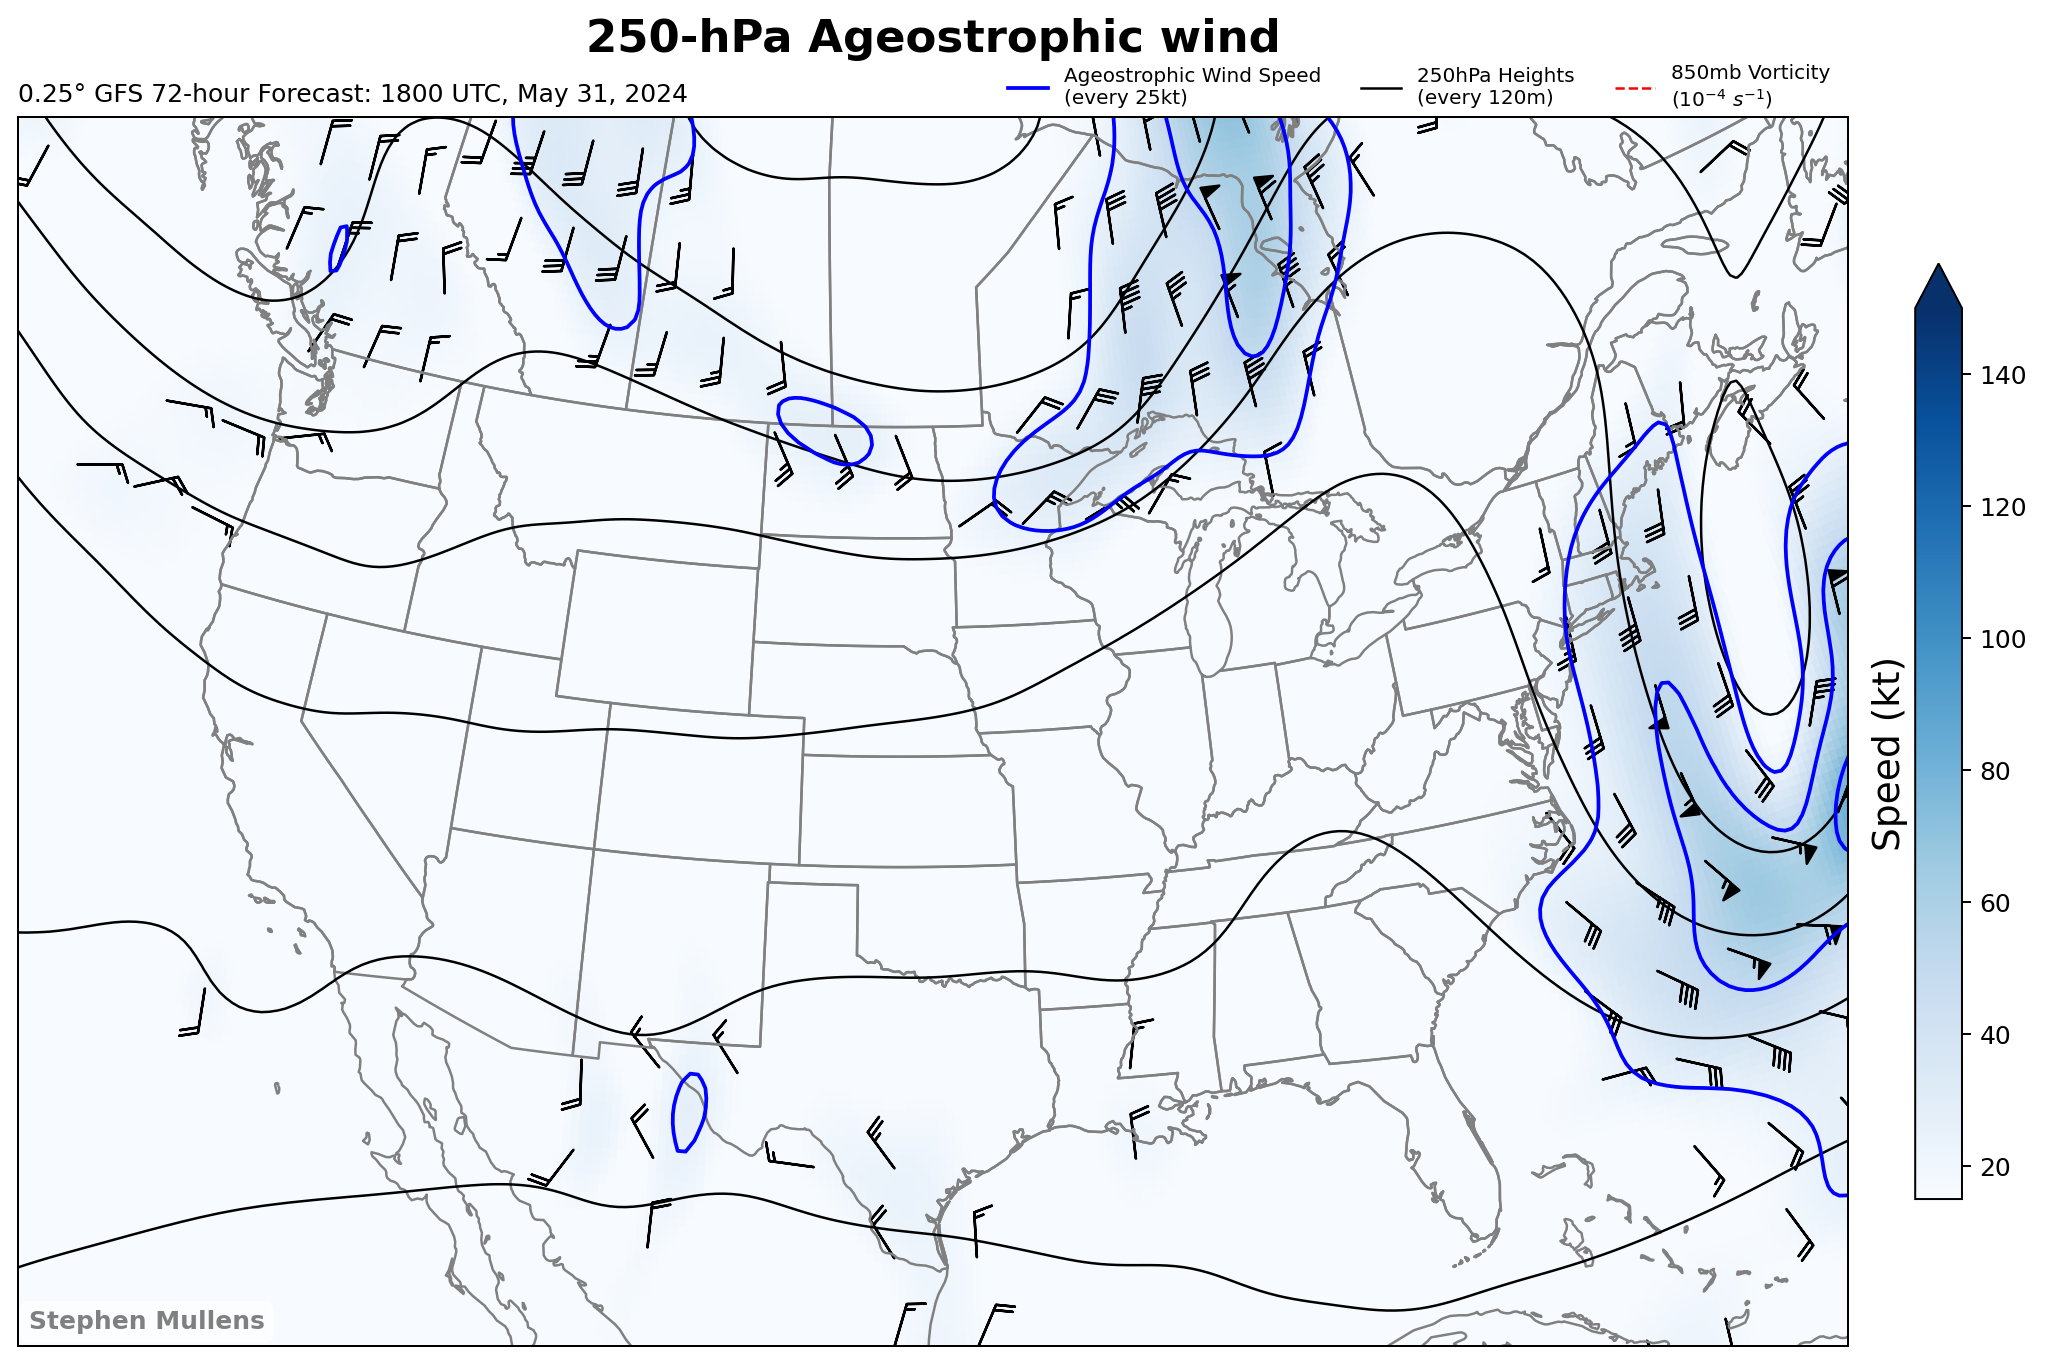 250-hPa Ageostrophic wind
0.25° GFS 72-hour Forecast: 1800 UTC, May 31, 2024
Ageostrophic Wind Speed
(every 25kt)
250hPa Heights
(every 120m)
850mb Vorticity
(10⁻⁴ s⁻¹)
140
120
100
80
60
40
20
Speed (kt)
Stephen Mullens